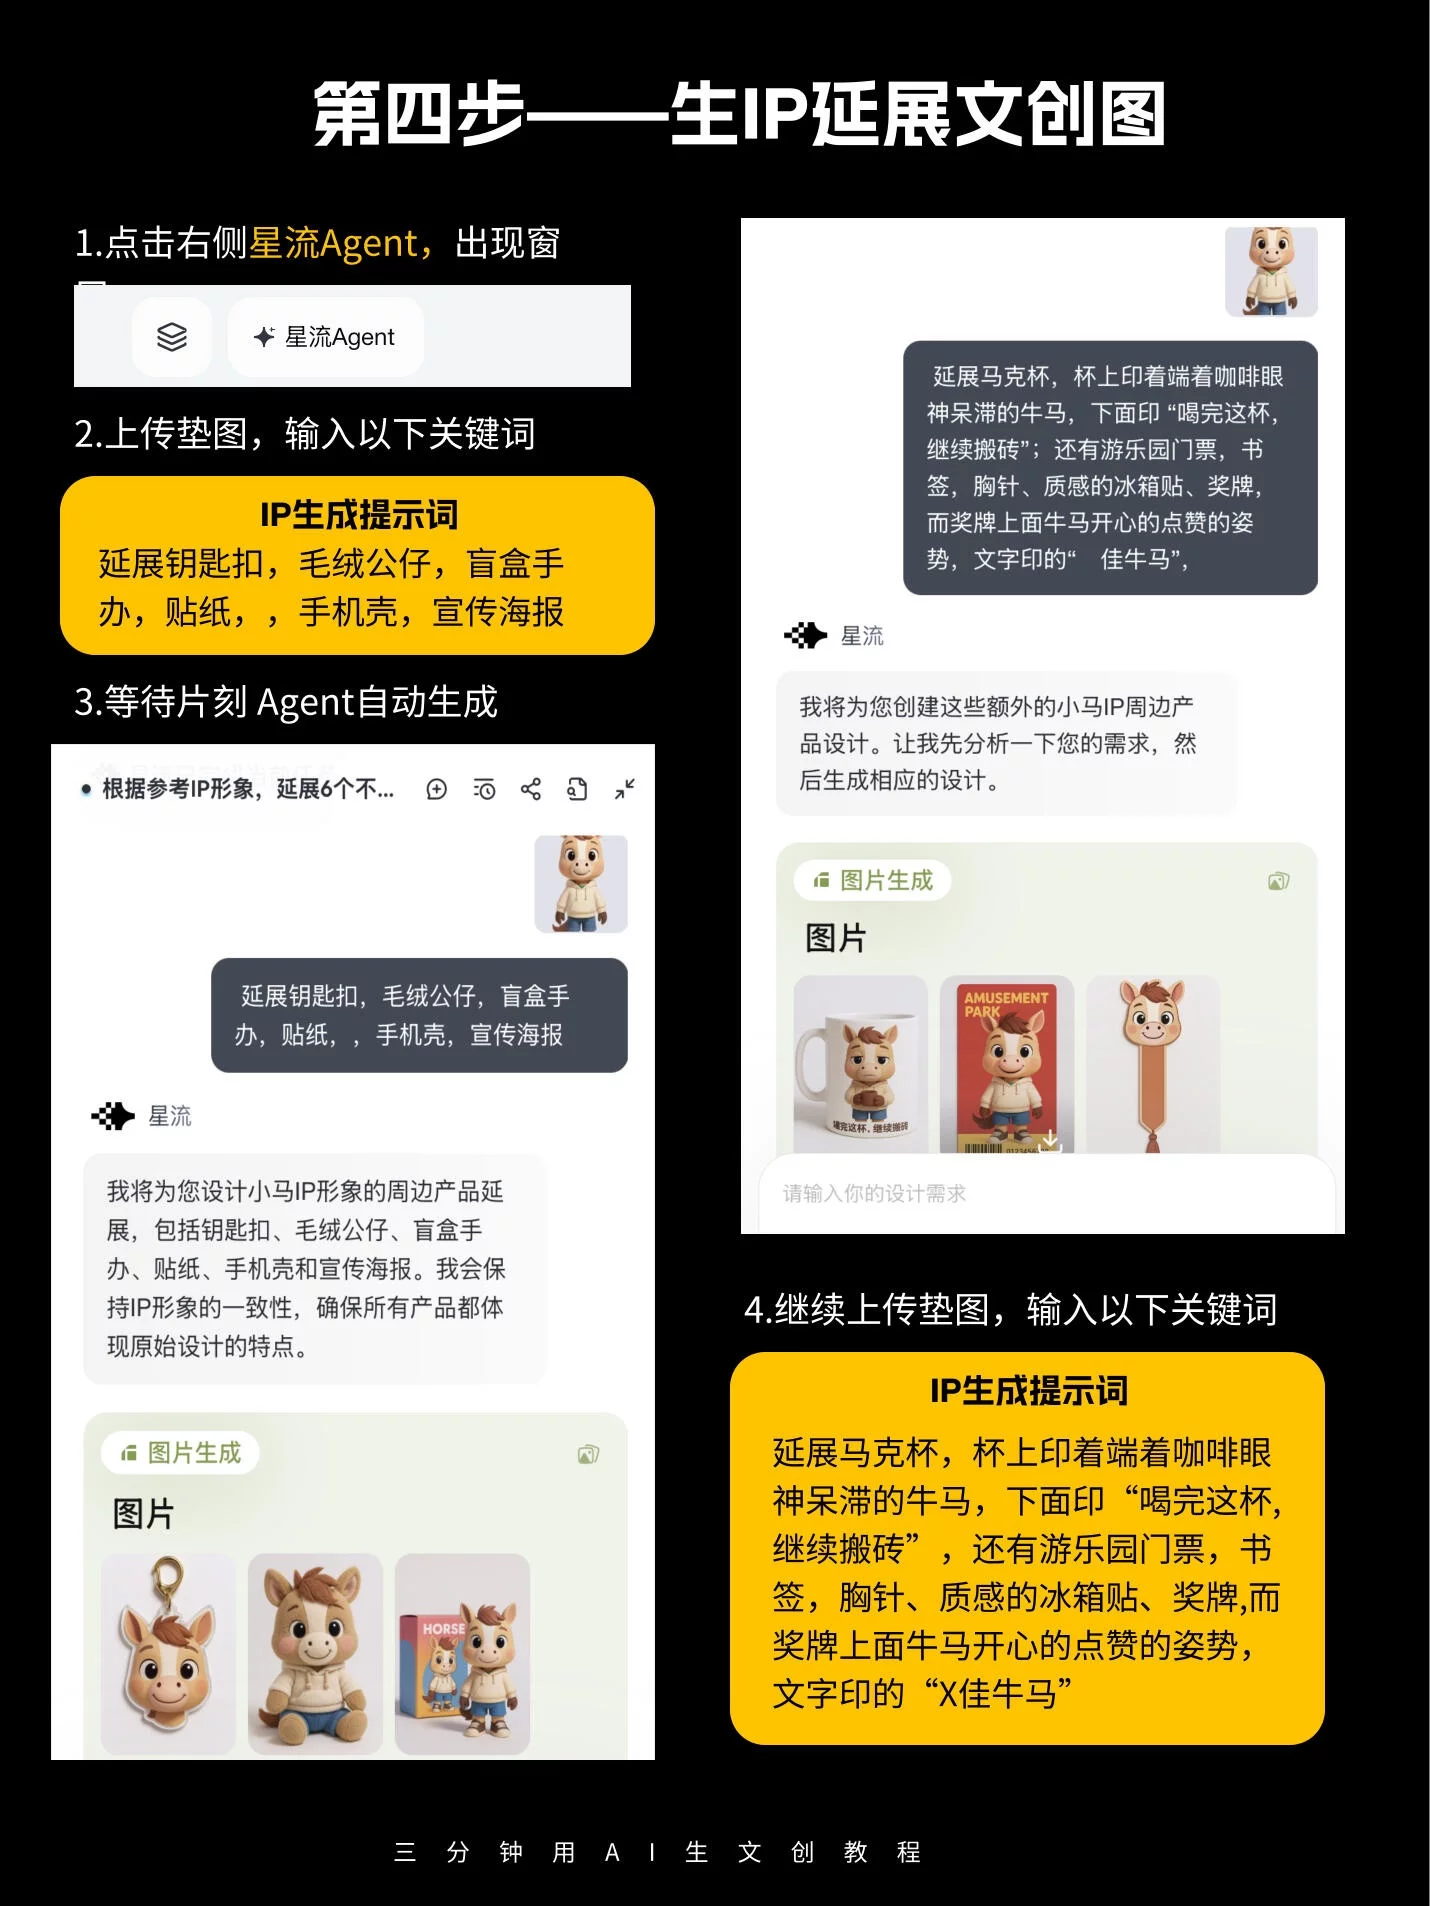 第四步——生IP延展文创图
1.点击右侧星流Agent，出现窗
星流Agent
2.上传垫图，输入以下关键词
IP生成提示词
延展钥匙扣，毛绒公仔，盲盒手
办，贴纸，，手机壳，宣传海报
3.等待片刻 Agent自动生成
根据参考IP形象，延展6个不...
延展钥匙扣，毛绒公仔，盲盒手
办，贴纸，，手机壳，宣传海报
星流
我将为您设计小马IP形象的周边产品延
展，包括钥匙扣、毛绒公仔、盲盒手
办、贴纸、手机壳和宣传海报。我会保
持IP形象的一致性，确保所有产品都体
现原始设计的特点。
图片生成
图片
HORSE
延展马克杯，杯上印着端着咖啡眼
神呆滞的牛马，下面印 “喝完这杯,
继续搬砖”；还有游乐园门票，书
签，胸针、质感的冰箱贴、奖牌，
而奖牌上面牛马开心的点赞的姿
势，文字印的“　佳牛马”，
星流
我将为您创建这些额外的小马IP周边产
品设计。让我先分析一下您的需求，然
后生成相应的设计。
图片生成
图片
AMUSEMENT
PARK
喝完这杯，继续搬砖
请输入你的设计需求
4.继续上传垫图，输入以下关键词
IP生成提示词
延展马克杯，杯上印着端着咖啡眼
神呆滞的牛马，下面印“喝完这杯,
继续搬砖”，还有游乐园门票，书
签，胸针、质感的冰箱贴、奖牌,而
奖牌上面牛马开心的点赞的姿势，
文字印的“X佳牛马”
三分钟用AI生文创教程